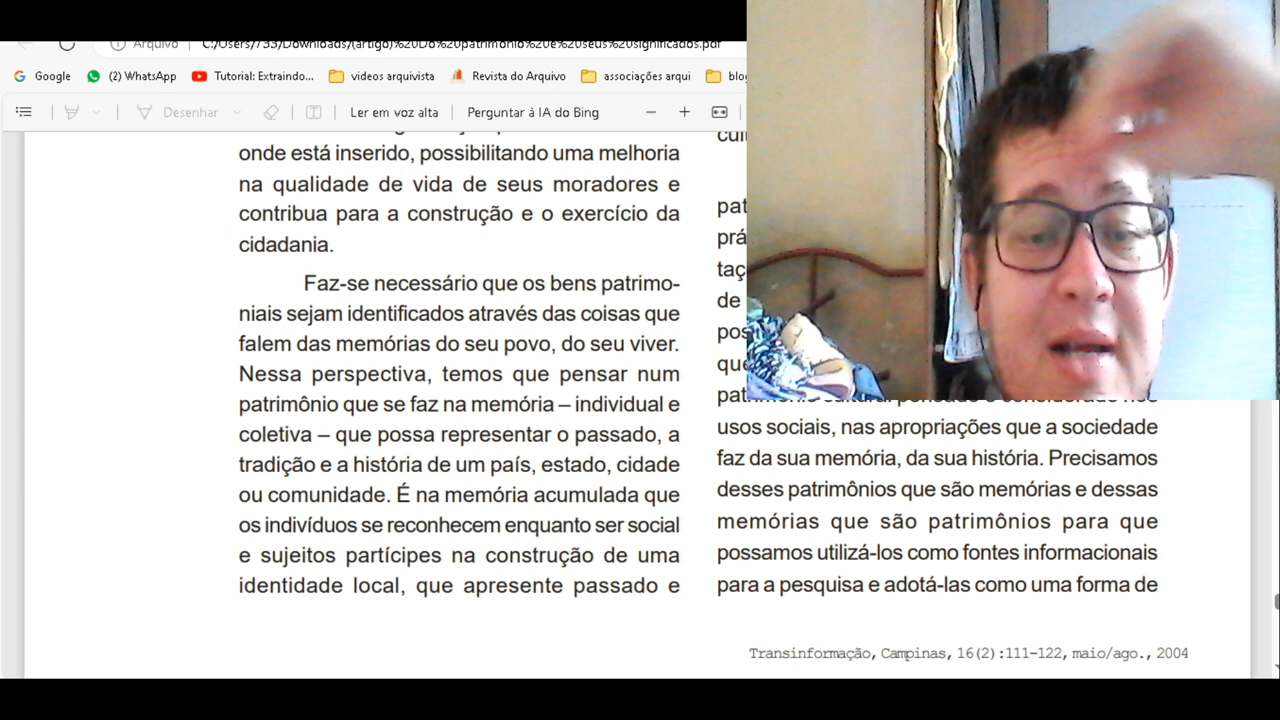 Arquivo
C:/Users/733/Downloads/(artigo)%20Do%20patrimonio%20e%20seus%20significados.pdf
Google
(2) WhatsApp
Tutorial: Extraindo...
videos arquivista
Revista do Arquivo
associações arqui
blog
Desenhar
Ler em voz alta
Perguntar à IA do Bing
onde está inserido, possibilitando uma melhoria
na qualidade de vida de seus moradores e
contribua para a construção e o exercício da
cidadania.
Faz-se necessário que os bens patrimo-
niais sejam identificados através das coisas que
falem das memórias do seu povo, do seu viver.
Nessa perspectiva, temos que pensar num
patrimônio que se faz na memória – individual e
coletiva – que possa representar o passado, a
tradição e a história de um país, estado, cidade
ou comunidade. É na memória acumulada que
os indivíduos se reconhecem enquanto ser social
e sujeitos partícipes na construção de uma
identidade local, que apresente passado e
pat
prá
taç
de
pos
que
usos sociais, nas apropriações que a sociedade
faz da sua memória, da sua história. Precisamos
desses patrimônios que são memórias e dessas
memórias que são patrimônios para que
possamos utilizá-los como fontes informacionais
para a pesquisa e adotá-las como uma forma de
Transinformação, Campinas, 16(2):111-122, maio/ago., 2004